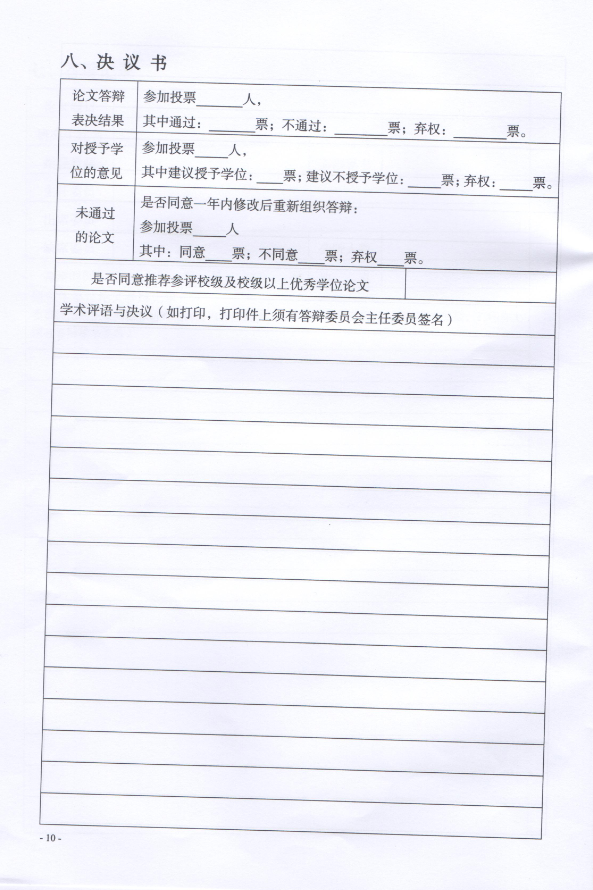 八、决 议 书
论文答辩
表决结果
参加投票______人，
其中通过：______票；不通过：______票；弃权：______票。
对授予学
位的意见
参加投票____人，
其中建议授予学位：___票；建议不授予学位：____票；弃权：____票。
未通过
的论文
是否同意一年内修改后重新组织答辩：
参加投票____人
其中：同意___票；不同意___票；弃权___票。
是否同意推荐参评校级及校级以上优秀学位论文
学术评语与决议（如打印，打印件上须有答辩委员会主任委员签名）
- 10 -